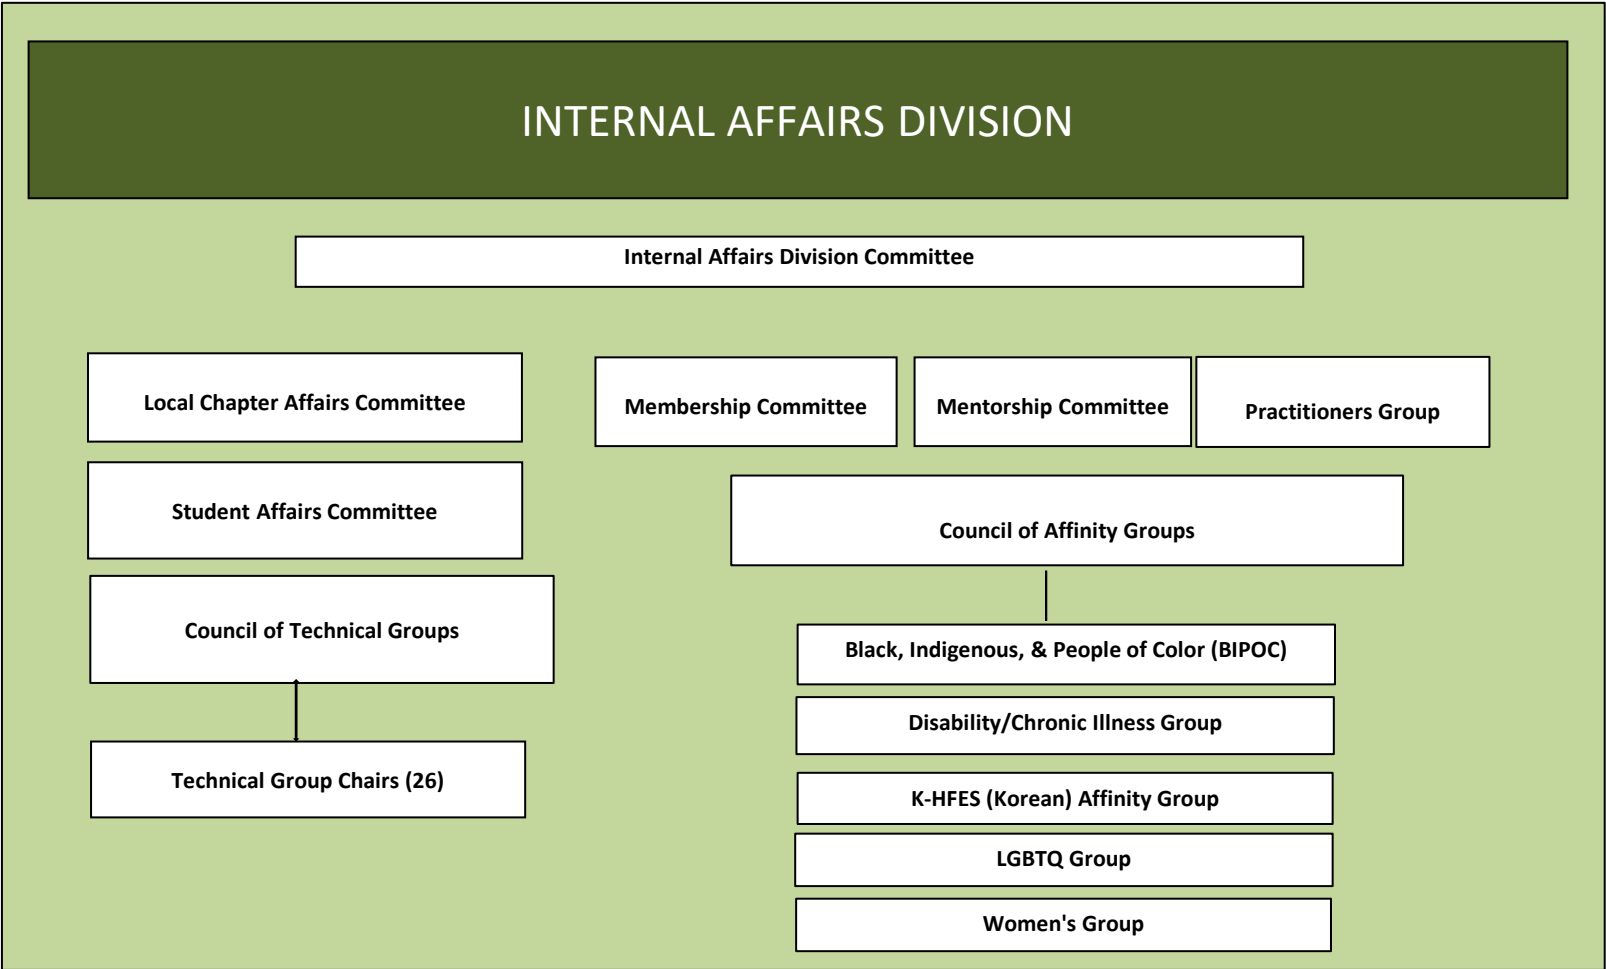 INTERNAL AFFAIRS DIVISION
Internal Affairs Division Committee
Local Chapter Affairs Committee
Membership Committee
Mentorship Committee
Practitioners Group
Student Affairs Committee
Council of Affinity Groups
Council of Technical Groups
Technical Group Chairs (26)
Black, Indigenous, & People of Color (BIPOC)
Disability/Chronic Illness Group
K-HFES (Korean) Affinity Group
LGBTQ Group
Women's Group